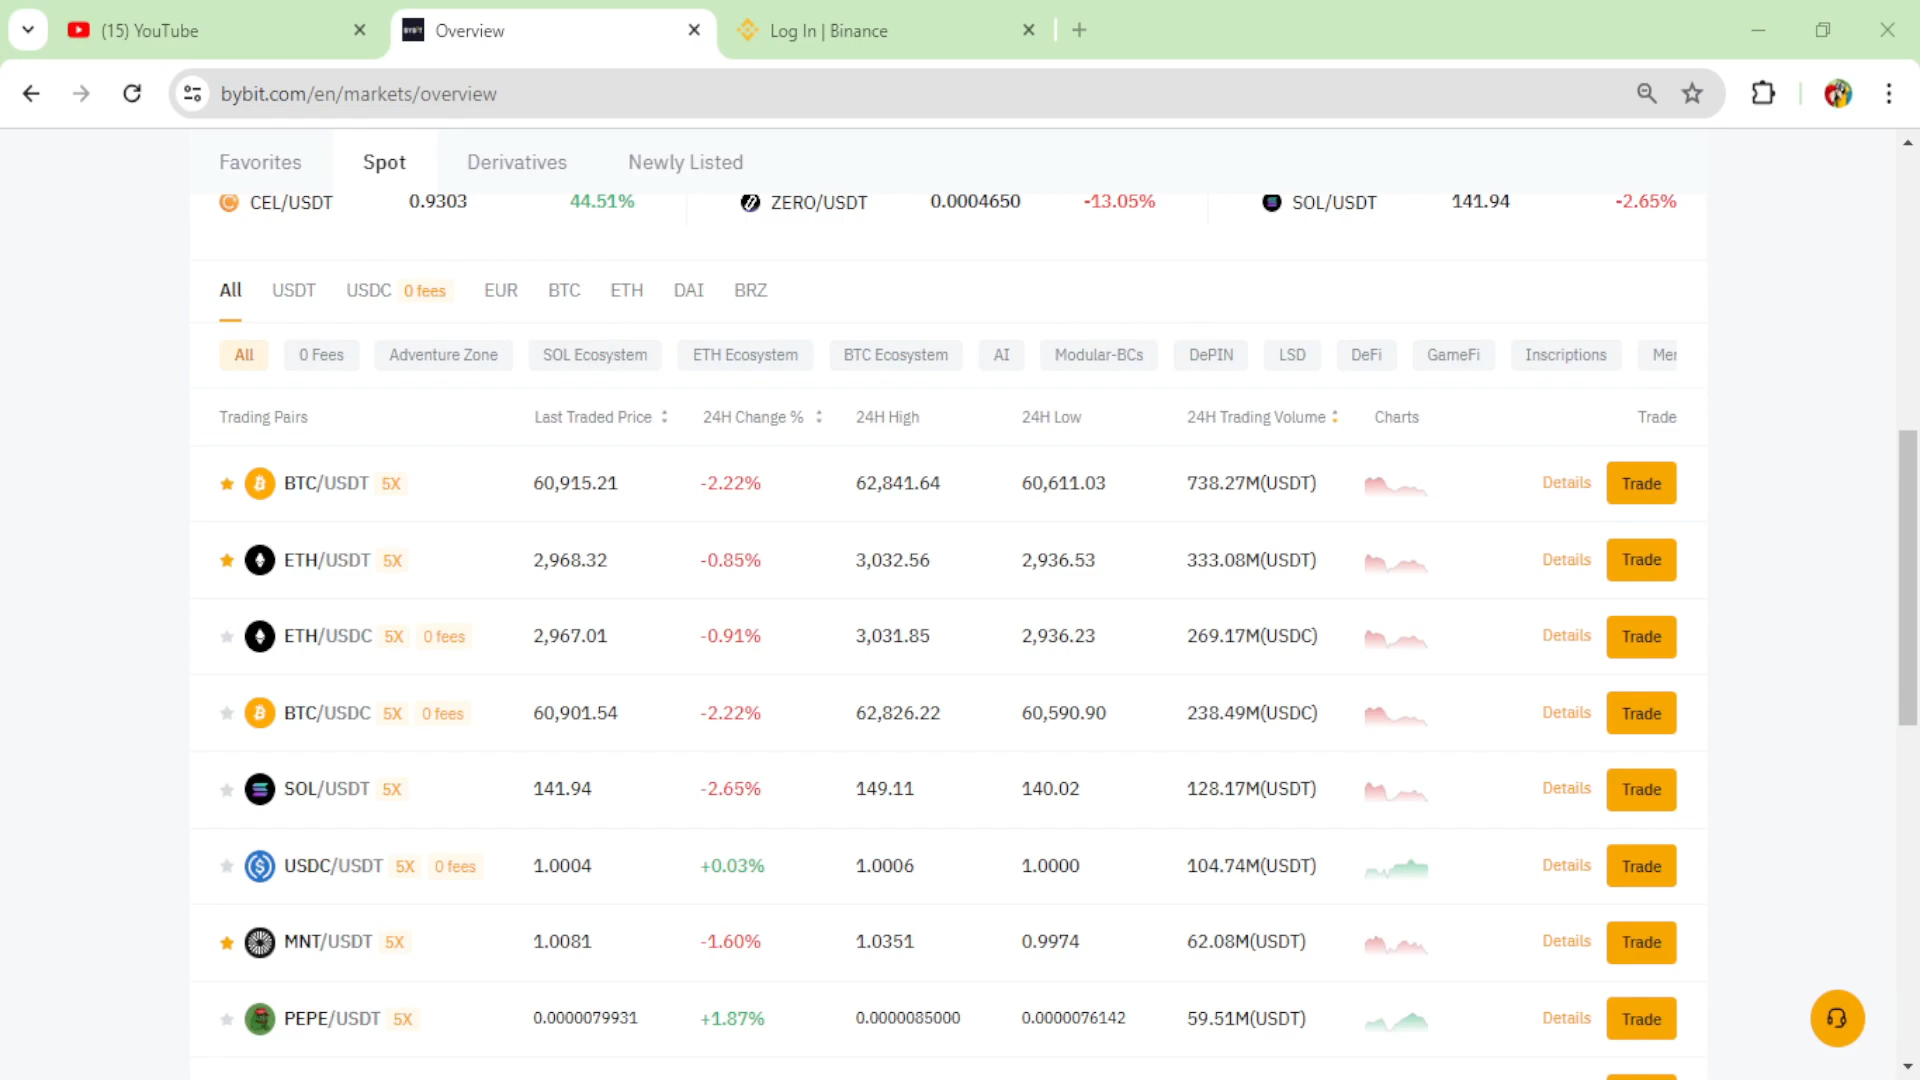 (15) YouTube
Overview
Log In | Binance
bybit.com/en/markets/overview
Favorites Spot Derivatives Newly Listed
CEL/USDT 0.9303 44.51% ZERO/USDT 0.0004650 -13.05% SOL/USDT 141.94 -2.65%
All USDT USDC 0 fees EUR BTC ETH DAI BRZ
All 0 Fees Adventure Zone SOL Ecosystem ETH Ecosystem BTC Ecosystem AI Modular-BCs DePIN LSD DeFi GameFi Inscriptions Mer
Trading Pairs Last Traded Price 24H Change % 24H High 24H Low 24H Trading Volume Charts Trade
BTC/USDT 5X 60,915.21 -2.22% 62,841.64 60,611.03 738.27M(USDT) Details Trade
ETH/USDT 5X 2,968.32 -0.85% 3,032.56 2,936.53 333.08M(USDT) Details Trade
ETH/USDC 5X 0 fees 2,967.01 -0.91% 3,031.85 2,936.23 269.17M(USDC) Details Trade
BTC/USDC 5X 0 fees 60,901.54 -2.22% 62,826.22 60,590.90 238.49M(USDC) Details Trade
SOL/USDT 5X 141.94 -2.65% 149.11 140.02 128.17M(USDT) Details Trade
USDC/USDT 5X 0 fees 1.0004 +0.03% 1.0006 1.0000 104.74M(USDT) Details Trade
MNT/USDT 5X 1.0081 -1.60% 1.0351 0.9974 62.08M(USDT) Details Trade
PEPE/USDT 5X 0.0000079931 +1.87% 0.0000085000 0.0000076142 59.51M(USDT) Details Trade